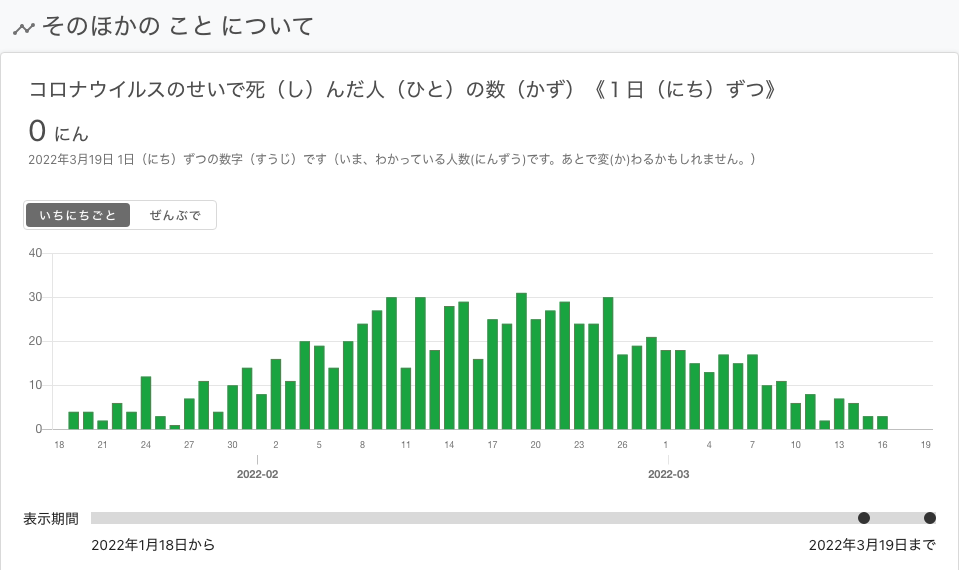 そのほかの こと について
コロナウイルスのせいで死（し）んだ人（ひと）の数（かず）《１日（にち）ずつ》
0 にん
2022年3月19日 1日（にち）ずつの数字（すうじ）です（いま、わかっている人数(にんずう)です。あとで変(か)わるかもしれません。）
いちにちごと ぜんぶで
40
30
20
10
0
18 21 24 27 30 2 5 8 11 14 17 20 23 26 1 4 7 10 13 16 19
2022-02 2022-03
表示期間
2022年1月18日から 2022年3月19日まで